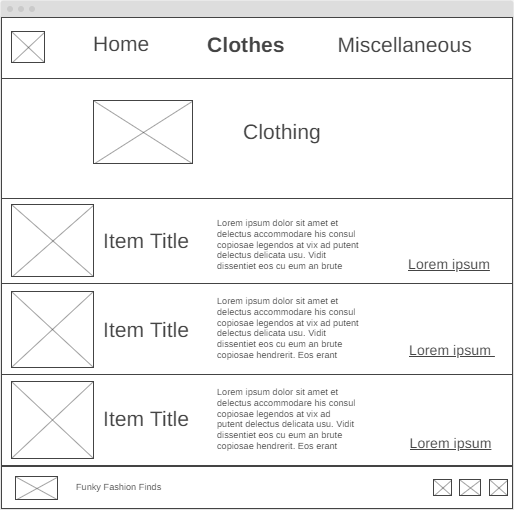 Home Clothes Miscellaneous
Clothing
Item Title
Lorem ipsum dolor sit amet et
delectus accommodare his consul
copiosae legendos at vix ad putent
delectus delicata usu. Vidit
dissentiet eos cu eum an brute
Lorem ipsum
Item Title
Lorem ipsum dolor sit amet et
delectus accommodare his consul
copiosae legendos at vix ad putent
delectus delicata usu. Vidit
dissentiet eos cu eum an brute
copiosae hendrerit. Eos erant
Lorem ipsum
Item Title
Lorem ipsum dolor sit amet et
delectus accommodare his consul
copiosae legendos at vix ad
putent delectus delicata usu. Vidit
dissentiet eos cu eum an brute
copiosae hendrerit. Eos erant
Lorem ipsum
Funky Fashion Finds